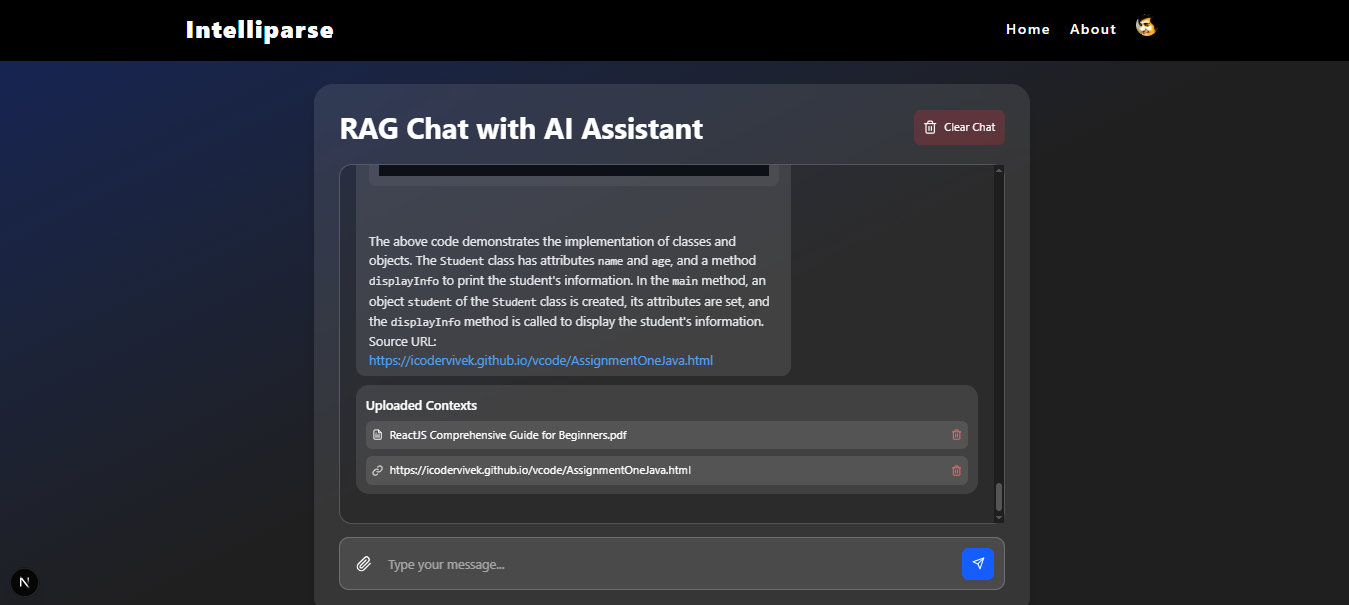 Intelliparse
Home
About
RAG Chat with AI Assistant
Clear Chat
The above code demonstrates the implementation of classes and
objects. The Student class has attributes name and age, and a method
displayInfo to print the student's information. In the main method, an
object student of the Student class is created, its attributes are set, and
the displayInfo method is called to display the student's information.
Source URL:
https://icodervivek.github.io/vcode/AssignmentOneJava.html
Uploaded Contexts
ReactJS Comprehensive Guide for Beginners.pdf
https://icodervivek.github.io/vcode/AssignmentOneJava.html
Type your message...
N